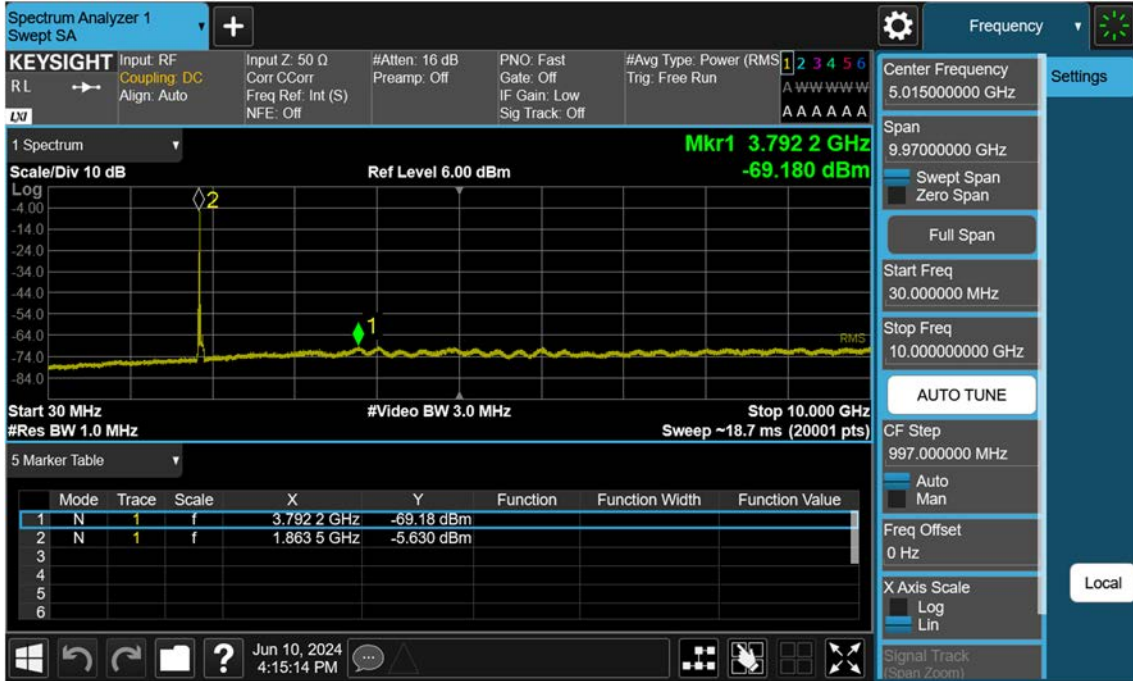 Spectrum Analyzer 1
Swept SA
+
Frequency
KEYSIGHT
R L
LXI
Input: RF
Coupling: DC
Align: Auto
Input Z: 50 Ω
Corr CCorr
Freq Ref: Int (S)
NFE: Off
#Atten: 16 dB
Preamp: Off
PNO: Fast
Gate: Off
IF Gain: Low
Sig Track: Off
#Avg Type: Power (RMS
Trig: Free Run
1 2 3 4 5 6
A W W W W W
A A A A A A
1 Spectrum
Scale/Div 10 dB
Ref Level 6.00 dBm
Mkr1 3.792 2 GHz
-69.180 dBm
Log
-4.00
-14.0
-24.0
-34.0
-44.0
-54.0
-64.0
-74.0
-84.0
2
1
RMS
Start 30 MHz
#Video BW 3.0 MHz
Stop 10.000 GHz
#Res BW 1.0 MHz
Sweep ~18.7 ms (20001 pts)
5 Marker Table
Mode Trace Scale X Y Function Function Width Function Value
1 N 1 f 3.792 2 GHz -69.18 dBm
2 N 1 f 1.863 5 GHz -5.630 dBm
3
4
5
6
Jun 10, 2024
4:15:14 PM
?
Center Frequency
5.015000000 GHz
Settings
Span
9.97000000 GHz
Swept Span
Zero Span
Full Span
Start Freq
30.000000 MHz
Stop Freq
10.000000000 GHz
AUTO TUNE
CF Step
997.000000 MHz
Auto
Man
Freq Offset
0 Hz
X Axis Scale
Log
Lin
Local
Signal Track
(Span Zoom)